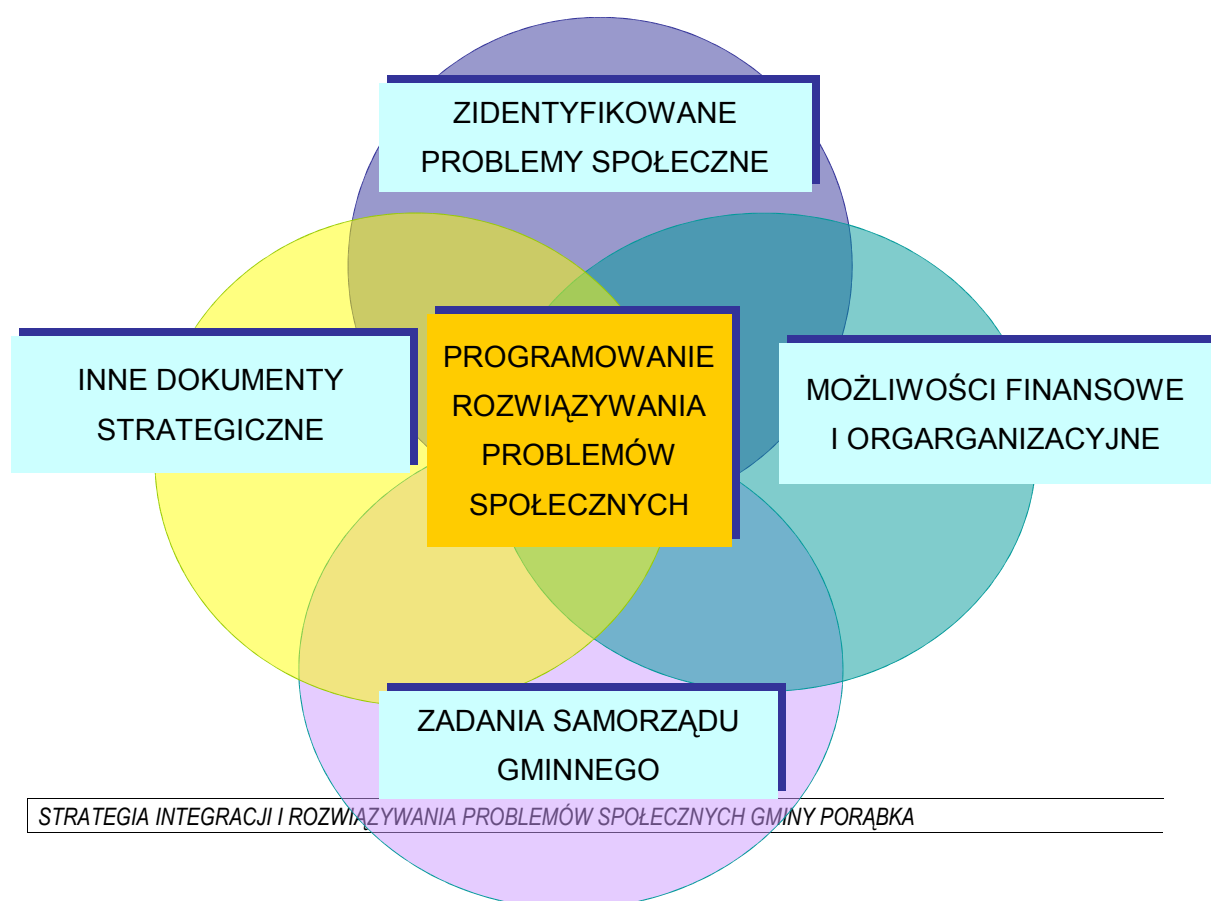 ZIDENTYFIKOWANE
PROBLEMY SPOŁECZNE
INNE DOKUMENTY
STRATEGICZNE
PROGRAMOWANIE
ROZWIĄZYWANIA
PROBLEMÓW
SPOŁECZNYCH
MOŻLIWOŚCI FINANSOWE
I ORGARGANIZACYJNE
ZADANIA SAMORZĄDU
GMINNEGO
STRATEGIA INTEGRACJI I ROZWIĄZYWANIA PROBLEMÓW SPOŁECZNYCH GMINY PORĄBKA